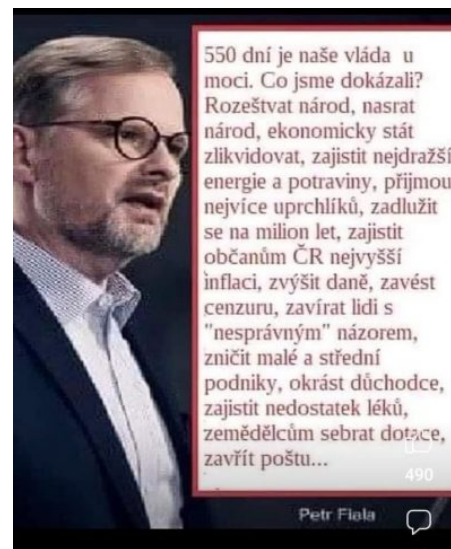 550 dní je naše vláda u
moci. Co jsme dokázali?
Rozeštvat národ, nasrat
národ, ekonomicky stát
zlikvidovat, zajistit nejdražší
energie a potraviny, přijmou
nejvíce uprchlíků, zadlužit
se na milion let, zajistit
občanům ČR nejvyšší
inflaci, zvýšit daně, zavést
cenzuru, zavírat lidi s
"nesprávným" názorem,
zničit malé a střední
podniky, okrást důchodce,
zajistit nedostatek léků,
zemědělcům sebrat dotace,
zavřít poštu...
490
Petr Fiala